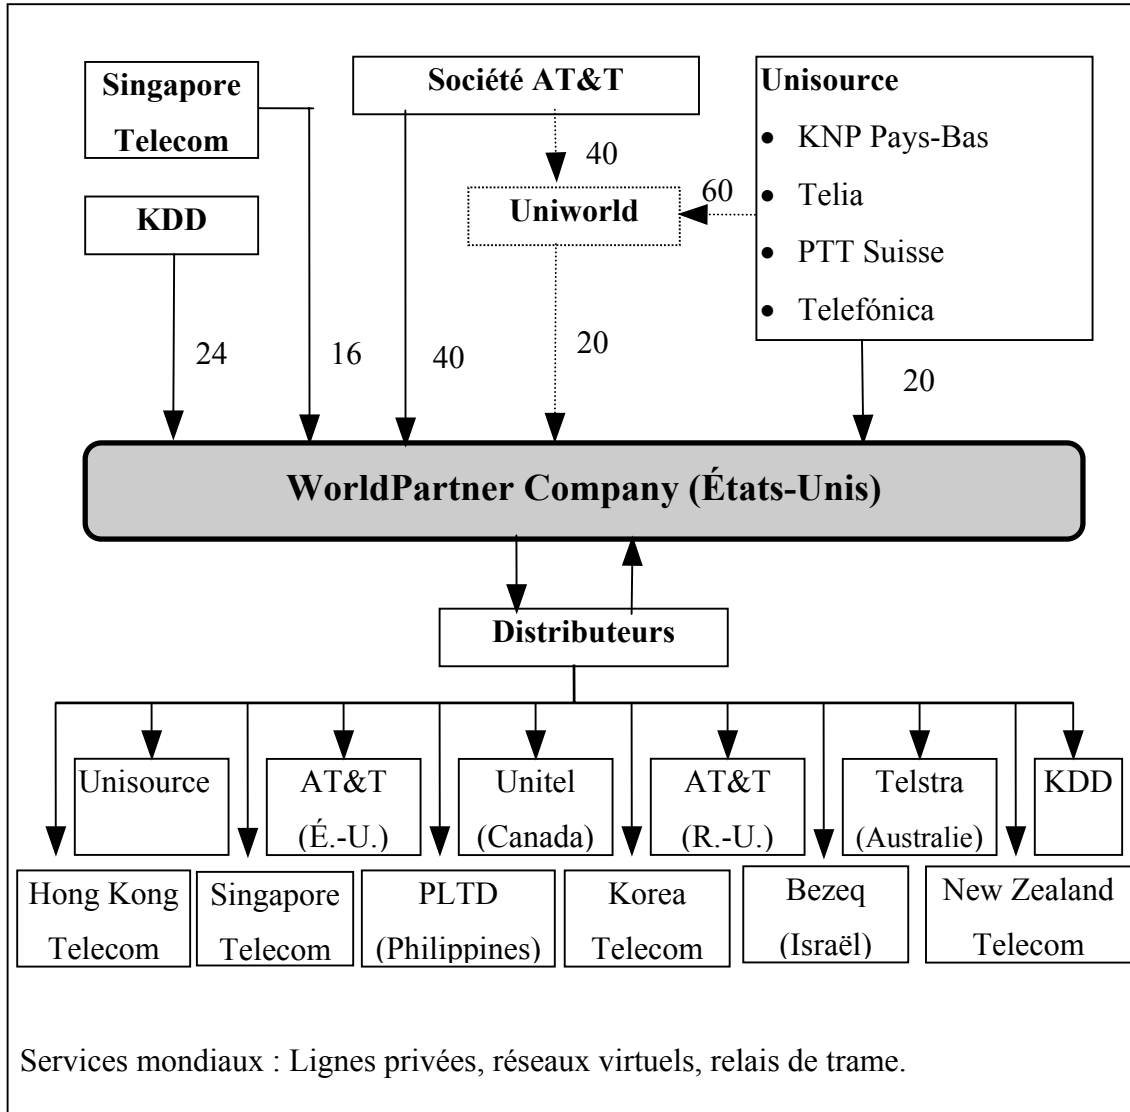 Singapore
Telecom
Société AT&T
Unisource
• KNP Pays-Bas
• Telia
• PTT Suisse
• Telefónica
KDD
40
Uniworld
60
24
16
40
20
20
WorldPartner Company (États-Unis)
Distributeurs
Unisource
AT&T
(É.-U.)
Unitel
(Canada)
AT&T
(R.-U.)
Telstra
(Australie)
KDD
Hong Kong
Telecom
Singapore
Telecom
PLTD
(Philippines)
Korea
Telecom
Bezeq
(Israël)
New Zealand
Telecom
Services mondiaux : Lignes privées, réseaux virtuels, relais de trame.